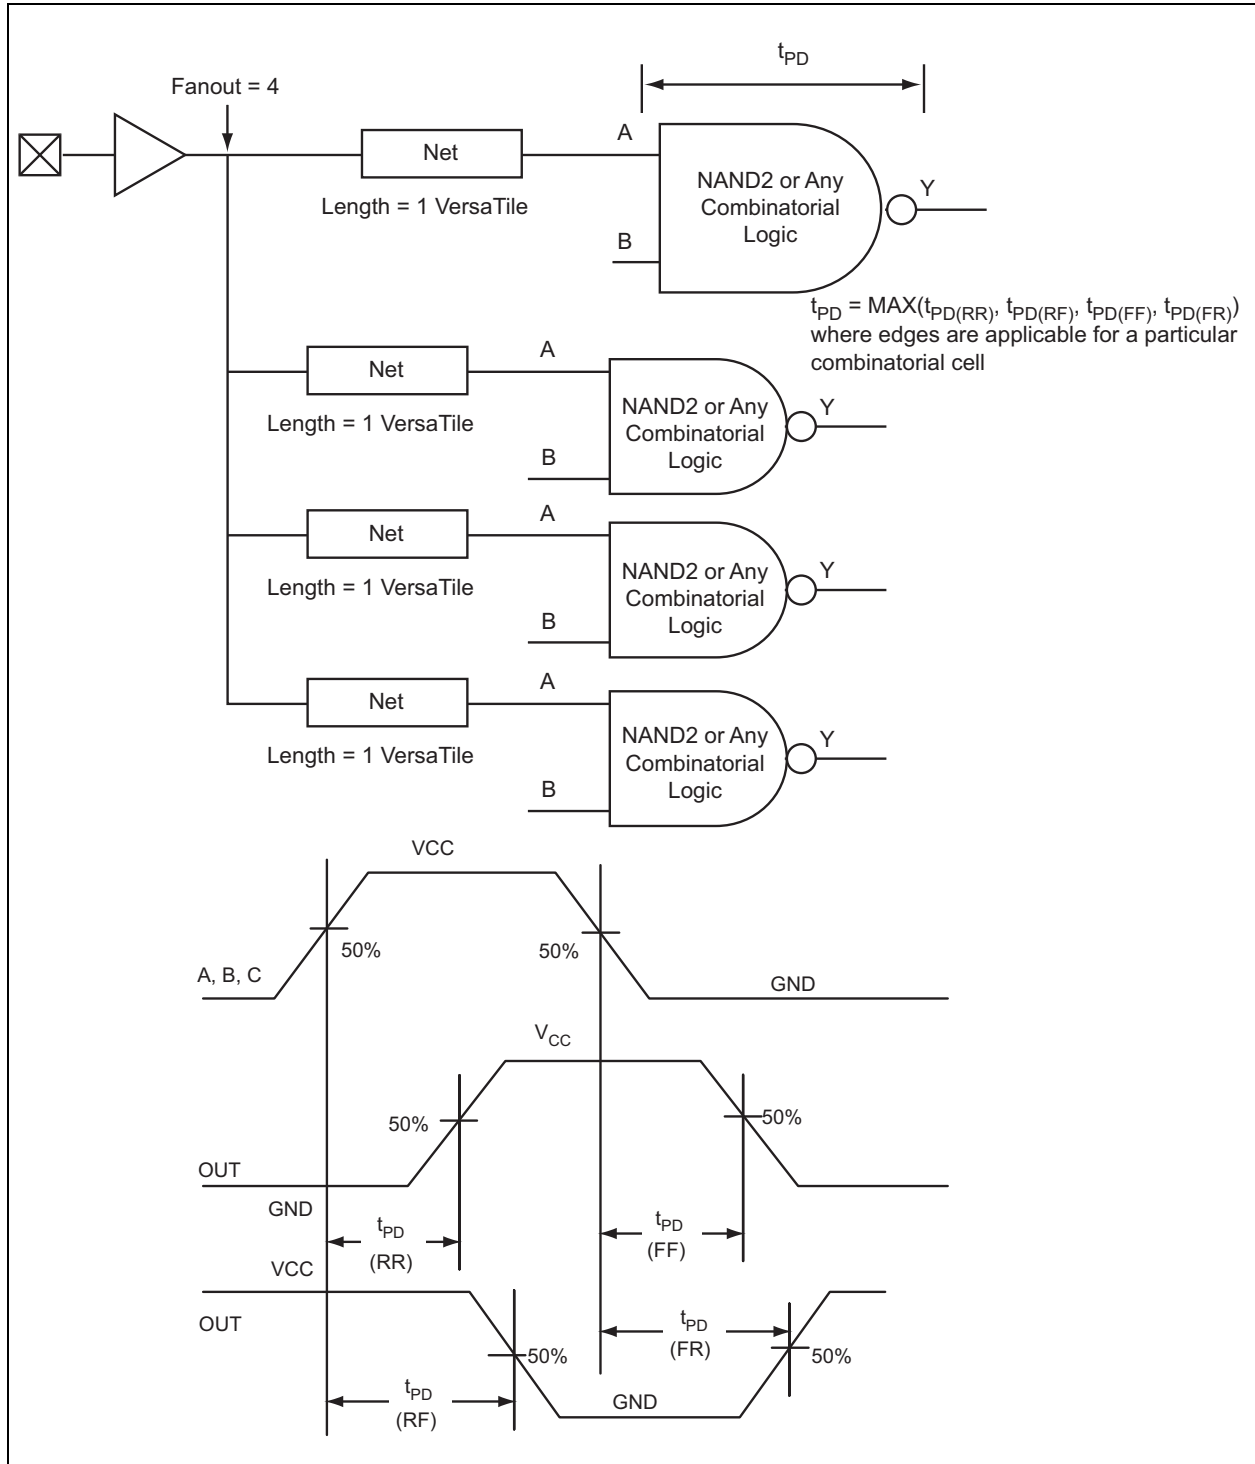 t_PD
Fanout = 4
Net
Length = 1 VersaTile
A
B
NAND2 or Any
Combinatorial
Logic
Y
t_PD = MAX(t_PD(RR), t_PD(RF), t_PD(FF), t_PD(FR))
where edges are applicable for a particular
combinatorial cell
Net
Length = 1 VersaTile
A
B
NAND2 or Any
Combinatorial
Logic
Y
Net
Length = 1 VersaTile
A
B
NAND2 or Any
Combinatorial
Logic
Y
Net
Length = 1 VersaTile
A
B
NAND2 or Any
Combinatorial
Logic
Y
VCC
50%
50%
A, B, C
GND
V_CC
50%
50%
OUT
GND
t_PD
(RR)
t_PD
(FF)
VCC
OUT
t_PD
(FR)
50%
50%
t_PD
(RF)
GND